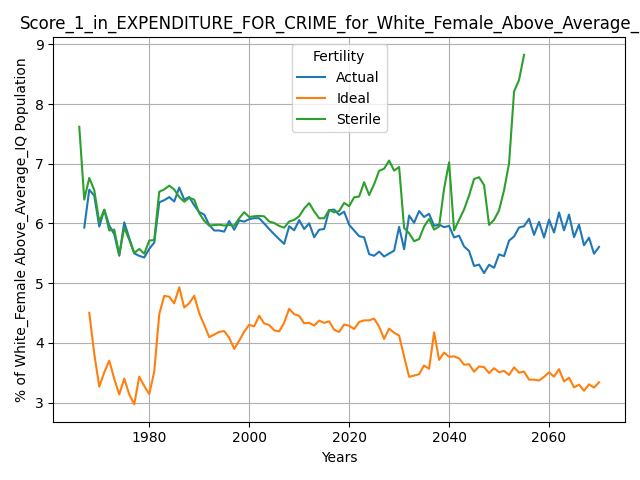 Score_1_in_EXPENDITURE_FOR_CRIME_for_White_Female_Above_Average_
% of White_Female Above_Average_IQ Population
9
8
7
6
5
4
3
Fertility
Actual
Ideal
Sterile
1980 2000 2020 2040 2060
Years